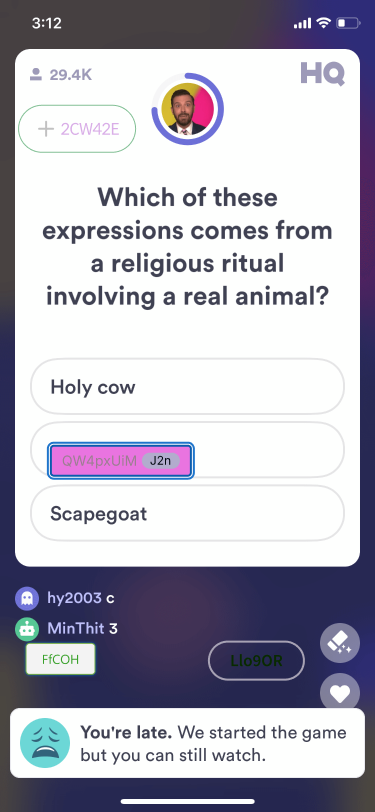 3:12
29.4K
HQ
+ 2CW42E
Which of these
expressions comes from
a religious ritual
involving a real animal?
Holy cow
QW4pxUiM J2n
Scapegoat
hy2003 c
MinThit 3
FfCOH
Llo9OR
You're late. We started the game
but you can still watch.